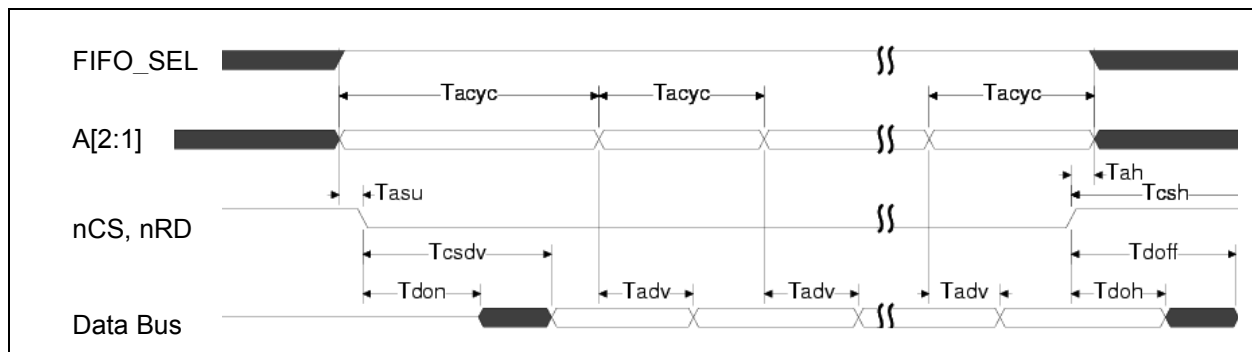 FIFO_SEL
Tacyc Tacyc Tacyc
A[2:1]
Tasu Tah
Tcsh
nCS, nRD
Tcsdv Tdoff
Tdon Tadv Tadv Tadv Tdoh
Data Bus